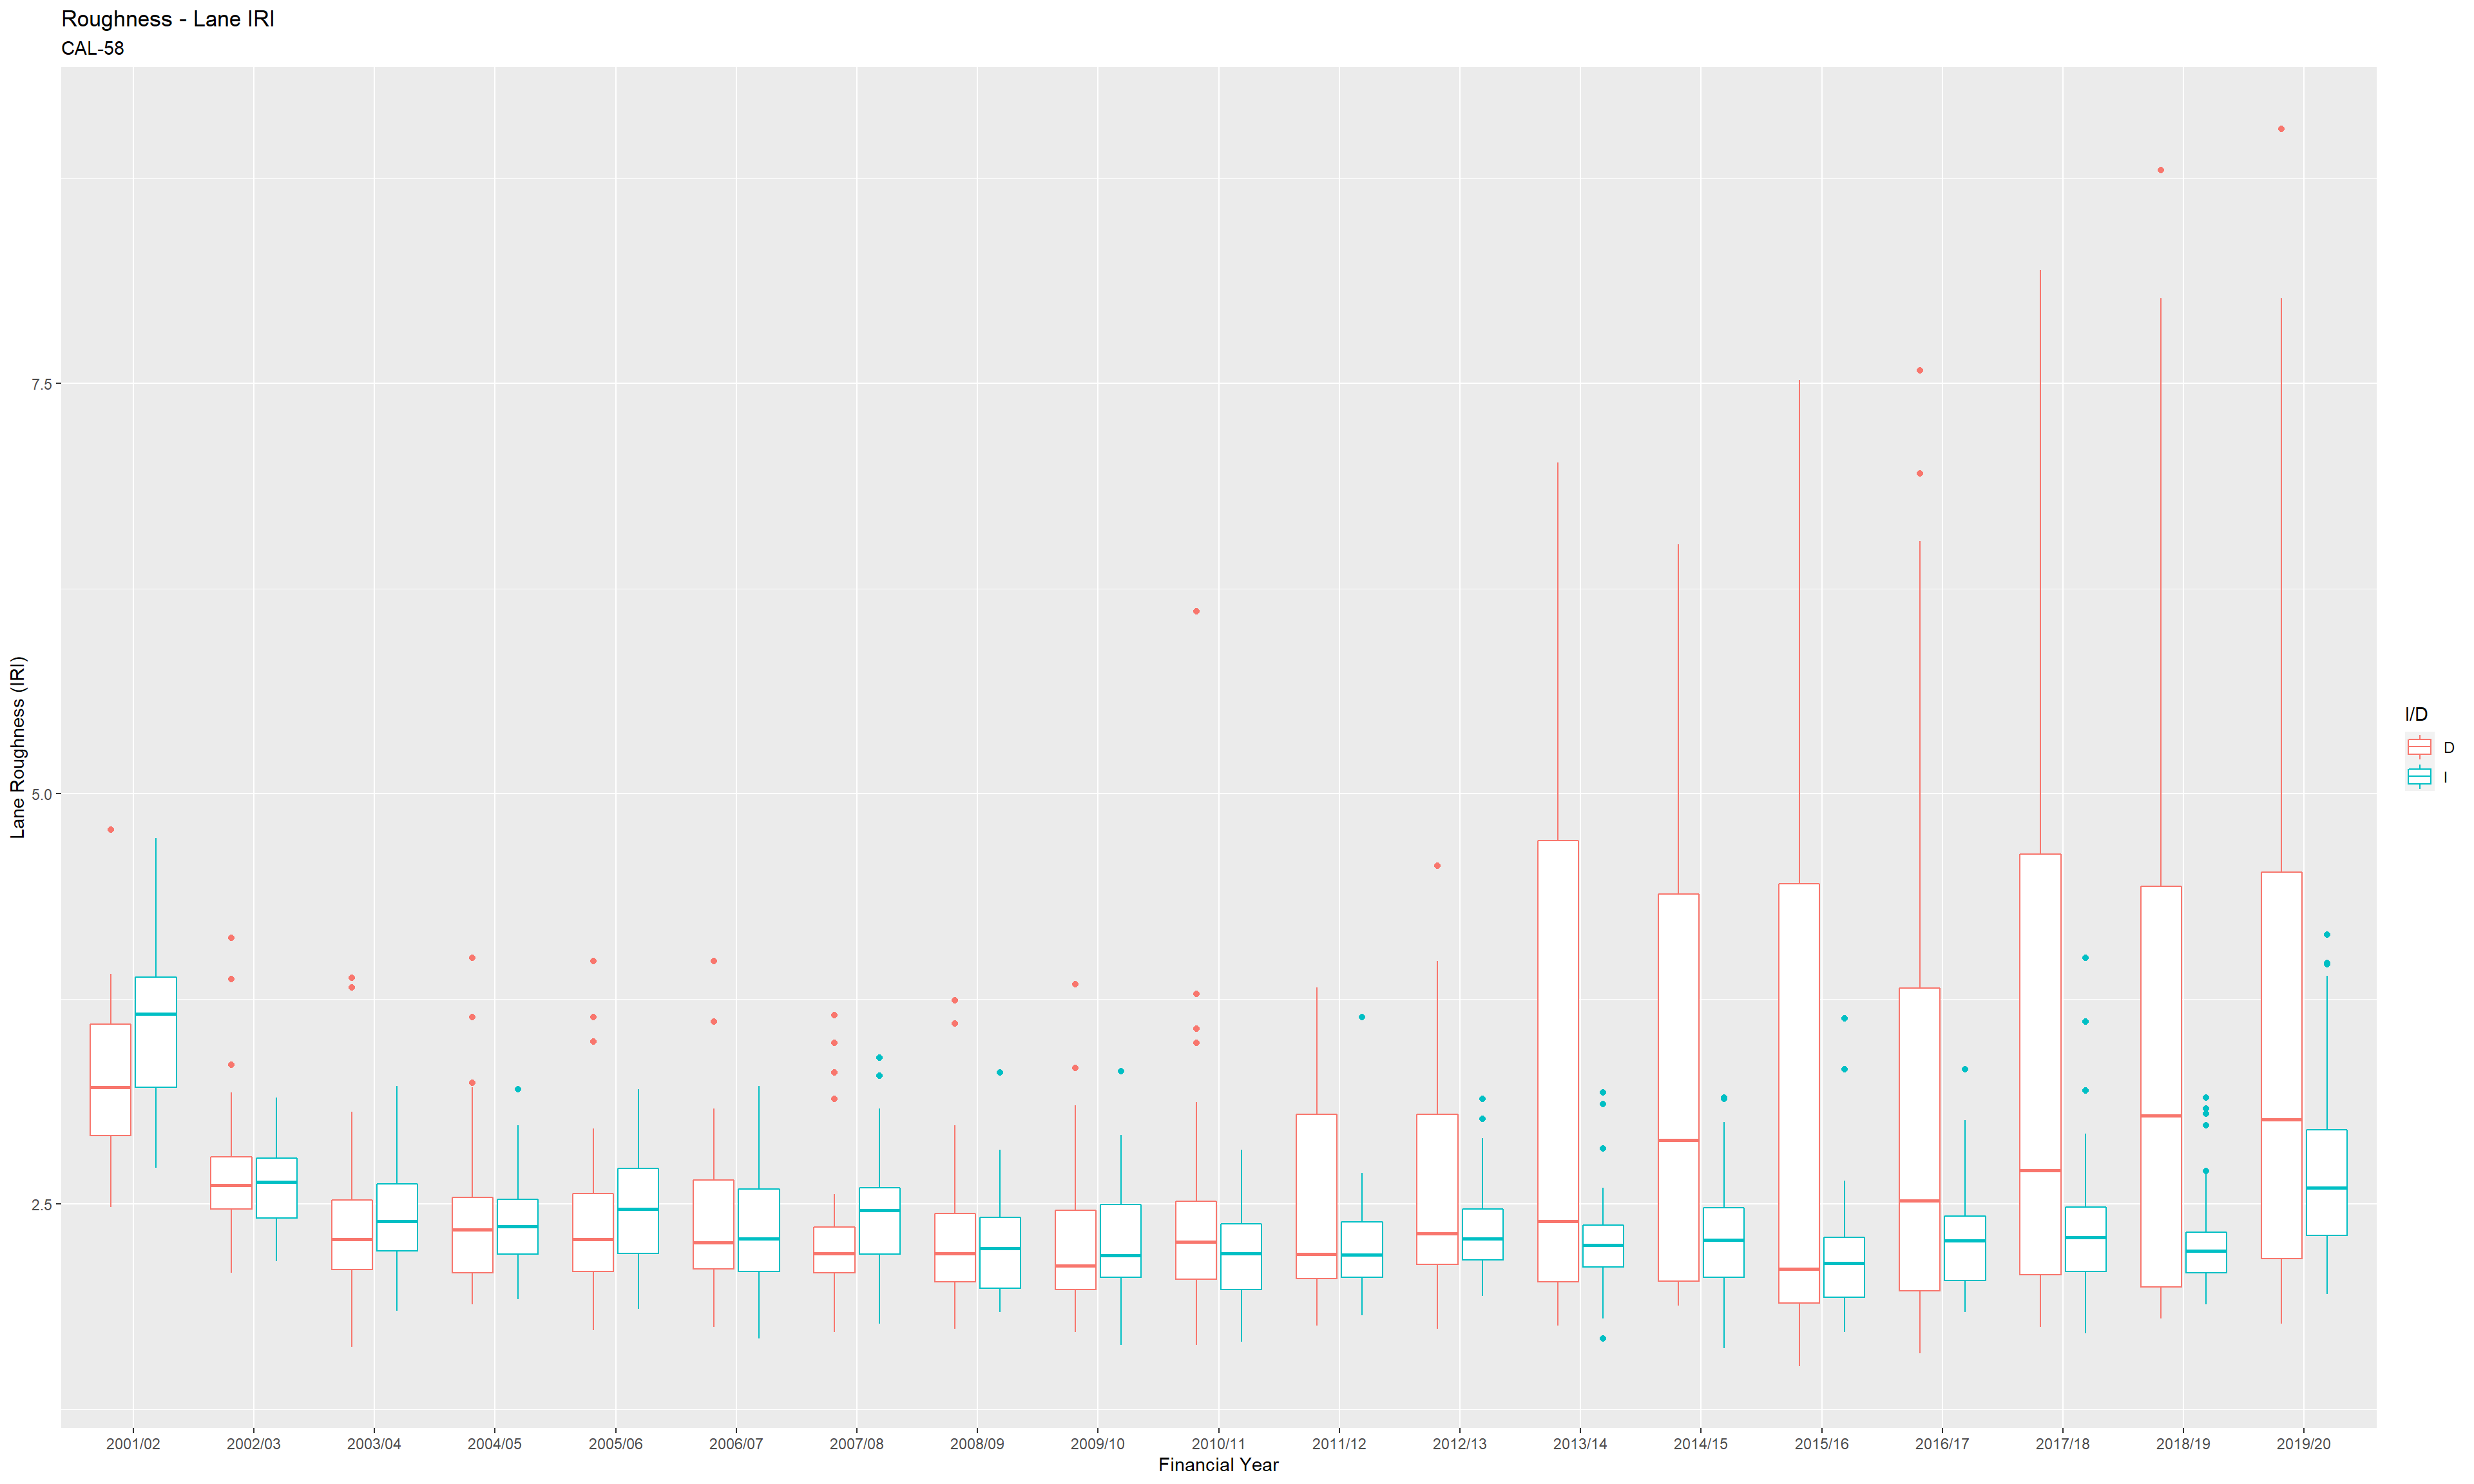 Roughness - Lane IRI
CAL-58
Lane Roughness (IRI)
7.5
5.0
2.5
2001/02 2002/03 2003/04 2004/05 2005/06 2006/07 2007/08 2008/09 2009/10 2010/11 2011/12 2012/13 2013/14 2014/15 2015/16 2016/17 2017/18 2018/19 2019/20
Financial Year
I/D
D
I